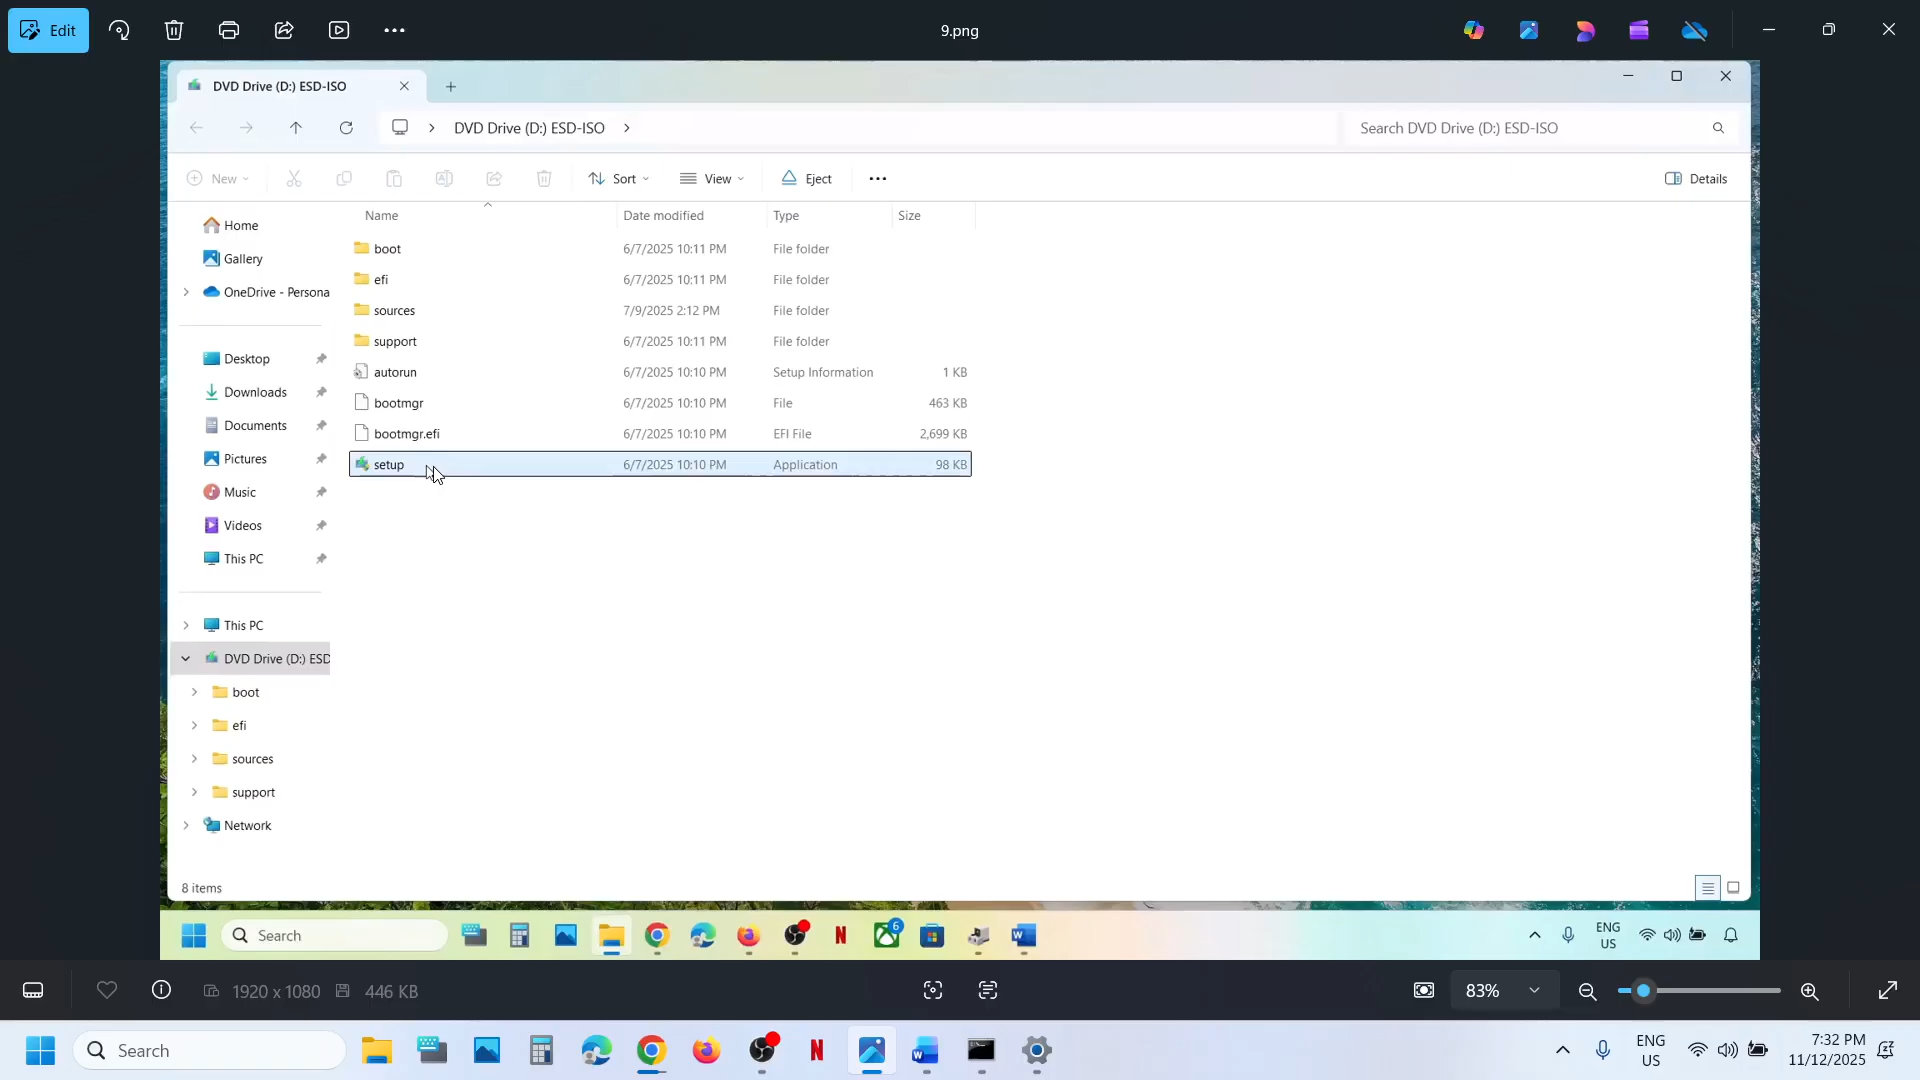 Edit
9.png
DVD Drive (D:) ESD-ISO
DVD Drive (D:) ESD-ISO
Search DVD Drive (D:) ESD-ISO
New
Sort
View
Eject
Details
Name Date modified Type Size
Home
Gallery
OneDrive - Persona
Desktop
Downloads
Documents
Pictures
Music
Videos
This PC
This PC
DVD Drive (D:) ESD
boot
efi
sources
support
Network
boot 6/7/2025 10:11 PM File folder
efi 6/7/2025 10:11 PM File folder
sources 7/9/2025 2:12 PM File folder
support 6/7/2025 10:11 PM File folder
autorun 6/7/2025 10:10 PM Setup Information 1 KB
bootmgr 6/7/2025 10:10 PM File 463 KB
bootmgr.efi 6/7/2025 10:10 PM EFI File 2,699 KB
setup 6/7/2025 10:10 PM Application 98 KB
8 items
Search
6
ENG
US
1920 x 1080
446 KB
83%
Search
ENG
US
7:32 PM
11/12/2025